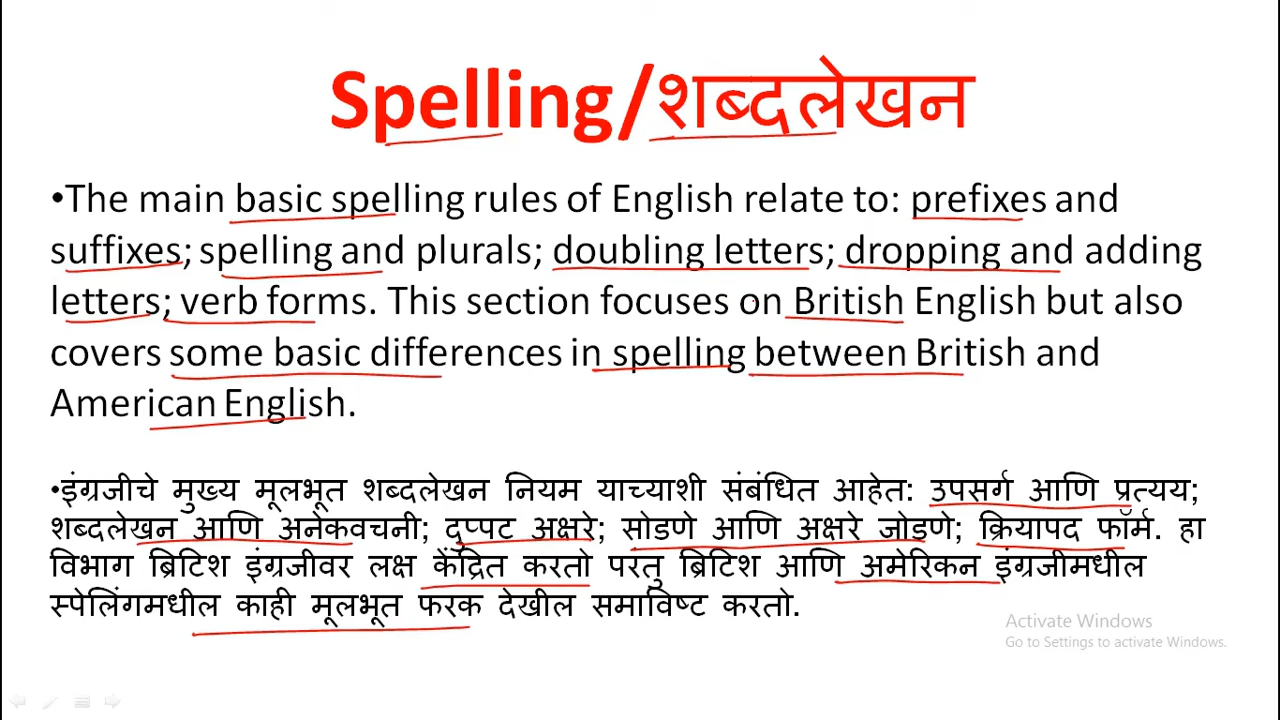 Spelling/शब्दलेखन
•The main basic spelling rules of English relate to: prefixes and
suffixes; spelling and plurals; doubling letters; dropping and adding
letters; verb forms. This section focuses on British English but also
covers some basic differences in spelling between British and
American English.
•इंग्रजीचे मुख्य मूलभूत शब्दलेखन नियम याच्याशी संबंधित आहेत: उपसर्ग आणि प्रत्यय;
शब्दलेखन आणि अनेकवचनी; दुप्पट अक्षरे; सोडणे आणि अक्षरे जोडणे; क्रियापद फॉर्म. हा
विभाग ब्रिटिश इंग्रजीवर लक्ष केंद्रित करतो परंतु ब्रिटिश आणि अमेरिकन इंग्रजीमधील
स्पेलिंगमधील काही मूलभूत फरक देखील समाविष्ट करतो.
Activate Windows
Go to Settings to activate Windows.